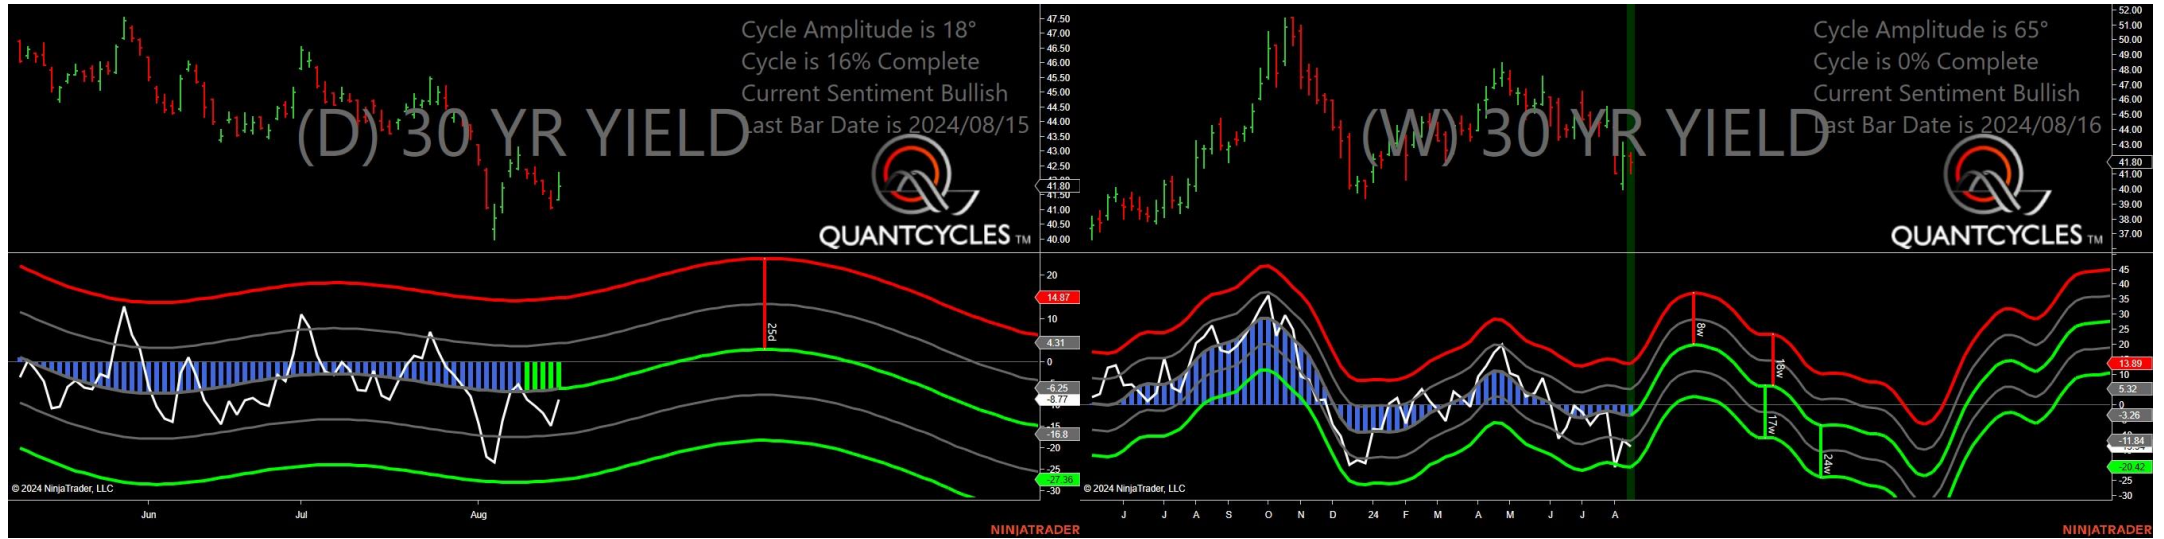 Cycle Amplitude is 18°
Cycle is 16% Complete
Current Sentiment Bullish
Last Bar Date is 2024/08/15
(D) 30 YR YIELD
QUANTCYCLES TM
47.50
47.00
46.50
46.00
45.50
45.00
44.50
44.00
43.50
43.00
42.50
41.80
41.50
41.00
40.50
40.00
25d
20
14.87
10
4.31
0
-6.25
-8.77
-16.8
-20
-25
-27.36
-30
© 2024 NinjaTrader, LLC
Jun
Jul
Aug
NINJATRADER
Cycle Amplitude is 65°
Cycle is 0% Complete
Current Sentiment Bullish
Last Bar Date is 2024/08/16
(W) 30 YR YIELD
QUANTCYCLES TM
52.00
51.00
50.00
49.00
48.00
47.00
46.00
45.00
44.00
43.00
41.80
41.00
40.00
39.00
38.00
37.00
8w
18w
17w
24w
45
40
35
30
25
20
13.89
10
5.32
0
-3.26
-11.84
-20.42
-25
-30
© 2024 NinjaTrader, LLC
J
J
A
S
O
N
D
24
F
M
A
M
J
J
A
NINJATRADER